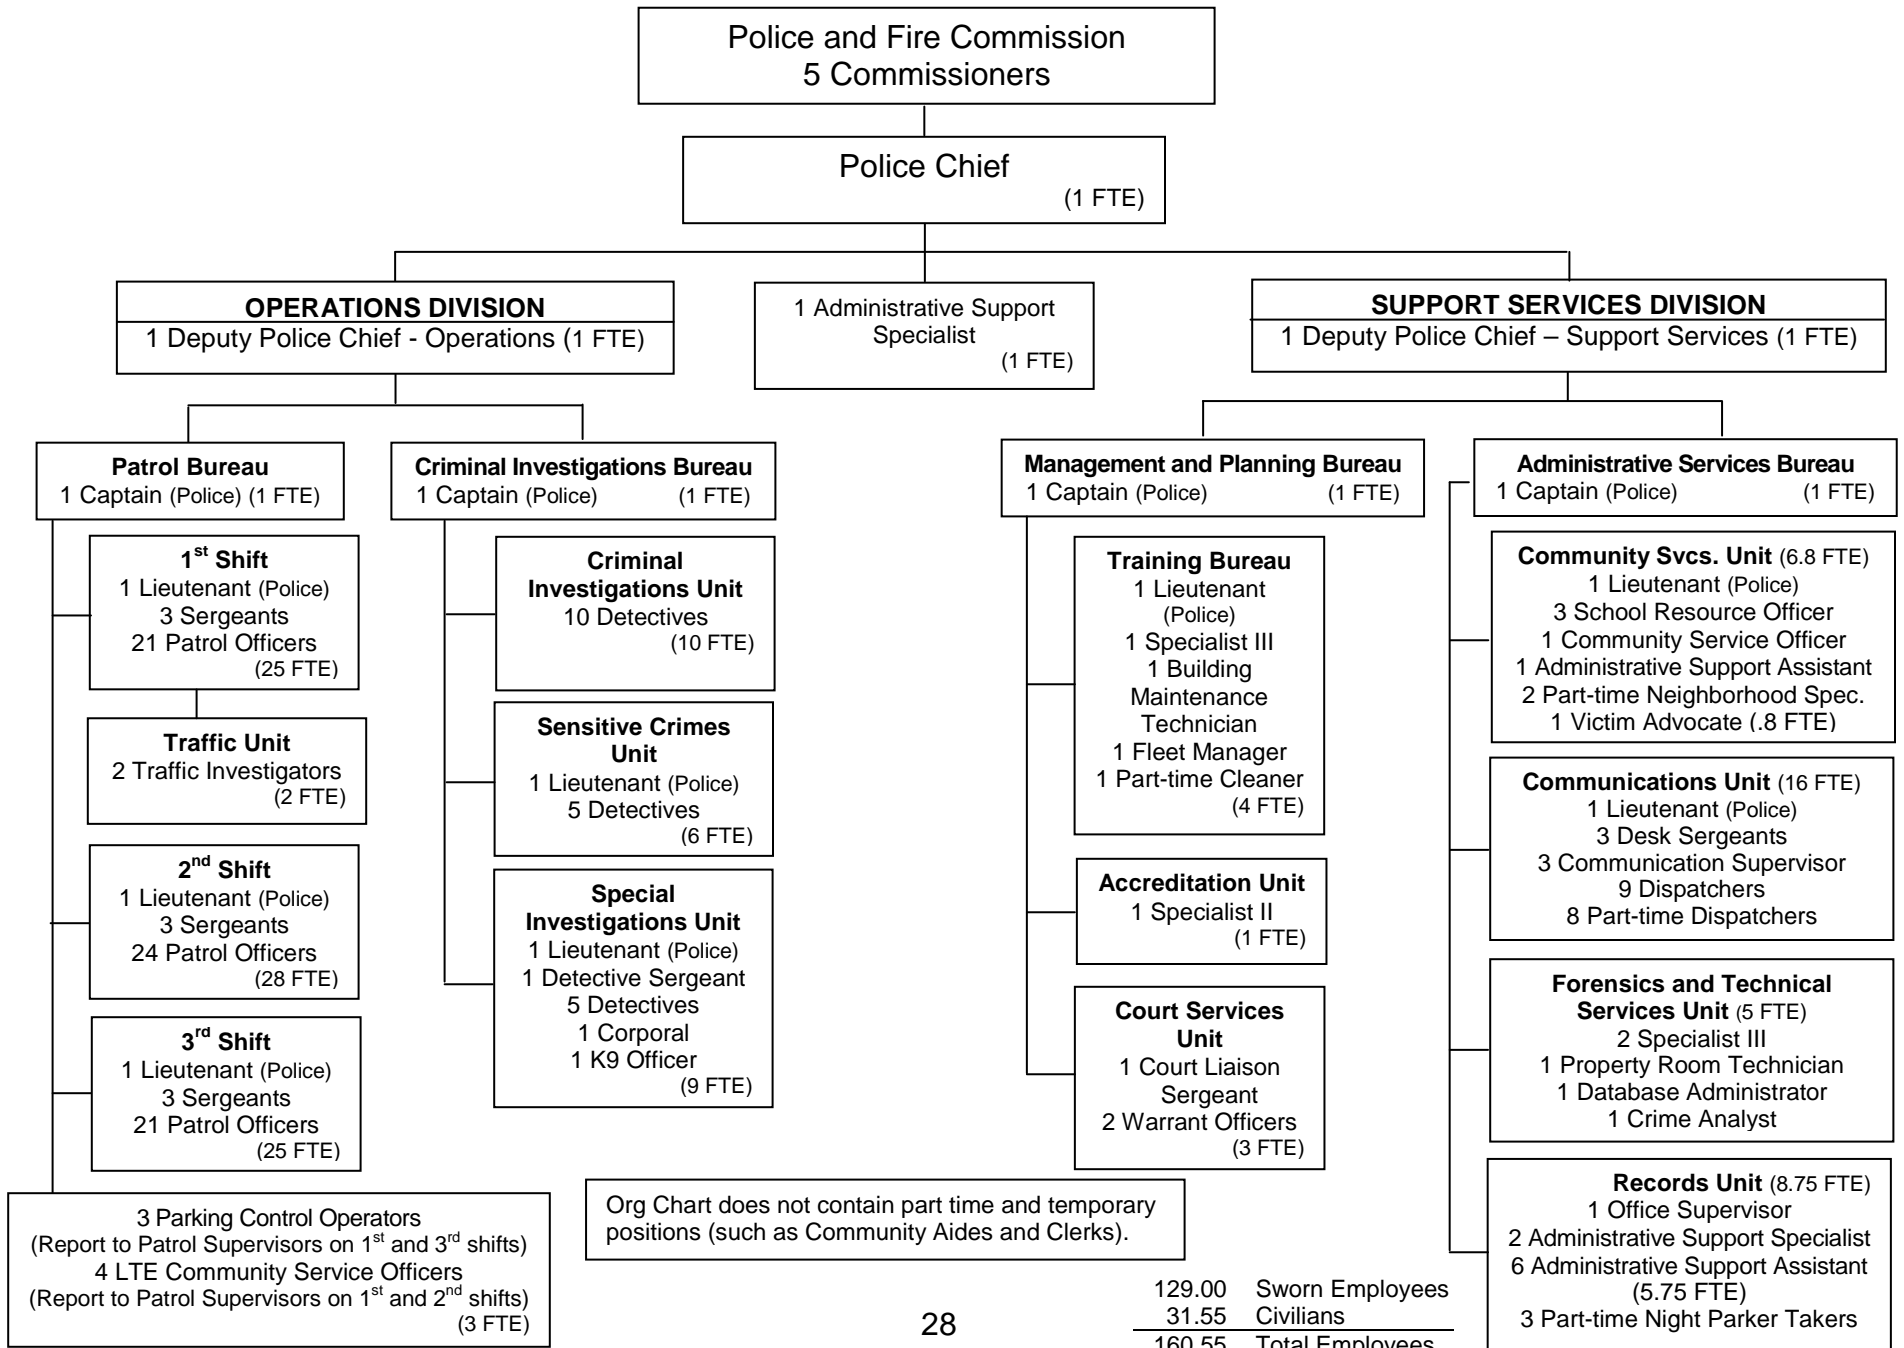 Police and Fire Commission
5 Commissioners
Police Chief
(1 FTE)
OPERATIONS DIVISION
1 Deputy Police Chief - Operations (1 FTE)
1 Administrative Support
Specialist
(1 FTE)
SUPPORT SERVICES DIVISION
1 Deputy Police Chief – Support Services (1 FTE)
Patrol Bureau
1 Captain (Police) (1 FTE)
1st Shift
1 Lieutenant (Police)
3 Sergeants
21 Patrol Officers
(25 FTE)
Traffic Unit
2 Traffic Investigators
(2 FTE)
2nd Shift
1 Lieutenant (Police)
3 Sergeants
24 Patrol Officers
(28 FTE)
3rd Shift
1 Lieutenant (Police)
3 Sergeants
21 Patrol Officers
(25 FTE)
3 Parking Control Operators
(Report to Patrol Supervisors on 1st and 3rd shifts)
4 LTE Community Service Officers
(Report to Patrol Supervisors on 1st and 2nd shifts)
(3 FTE)
Criminal Investigations Bureau
1 Captain (Police) (1 FTE)
Criminal
Investigations Unit
10 Detectives
(10 FTE)
Sensitive Crimes
Unit
1 Lieutenant (Police)
5 Detectives
(6 FTE)
Special
Investigations Unit
1 Lieutenant (Police)
1 Detective Sergeant
5 Detectives
1 Corporal
1 K9 Officer
(9 FTE)
Management and Planning Bureau
1 Captain (Police) (1 FTE)
Training Bureau
1 Lieutenant
(Police)
1 Specialist III
1 Building
Maintenance
Technician
1 Fleet Manager
1 Part-time Cleaner
(4 FTE)
Accreditation Unit
1 Specialist II
(1 FTE)
Court Services
Unit
1 Court Liaison
Sergeant
2 Warrant Officers
(3 FTE)
Administrative Services Bureau
1 Captain (Police) (1 FTE)
Community Svcs. Unit (6.8 FTE)
1 Lieutenant (Police)
3 School Resource Officer
1 Community Service Officer
1 Administrative Support Assistant
2 Part-time Neighborhood Spec.
1 Victim Advocate (.8 FTE)
Communications Unit (16 FTE)
1 Lieutenant (Police)
3 Desk Sergeants
3 Communication Supervisor
9 Dispatchers
8 Part-time Dispatchers
Forensics and Technical
Services Unit (5 FTE)
2 Specialist III
1 Property Room Technician
1 Database Administrator
1 Crime Analyst
Records Unit (8.75 FTE)
1 Office Supervisor
2 Administrative Support Specialist
6 Administrative Support Assistant
(5.75 FTE)
3 Part-time Night Parker Takers
Org Chart does not contain part time and temporary
positions (such as Community Aides and Clerks).
129.00 Sworn Employees
31.55 Civilians
160.55 Total Employees
28